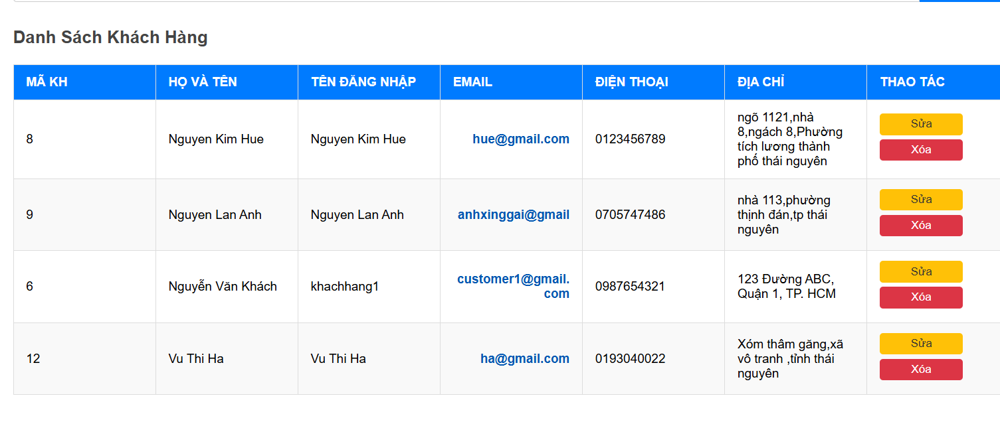 Danh Sách Khách Hàng
MÃ KH HỌ VÀ TÊN TÊN ĐĂNG NHẬP EMAIL ĐIỆN THOẠI ĐỊA CHỈ THAO TÁC
8 Nguyen Kim Hue Nguyen Kim Hue hue@gmail.com 0123456789
ngõ 1121,nhà
8,ngách 8,Phường
tích lương thành
phố thái nguyên
Sửa
Xóa
9 Nguyen Lan Anh Nguyen Lan Anh anhxinggai@gmail 0705747486
nhà 113,phường
thịnh đán,tp thái
nguyên
Sửa
Xóa
6 Nguyễn Văn Khách khachhang1
customer1@gmail.
com
0987654321
123 Đường ABC,
Quận 1, TP. HCM
Sửa
Xóa
12 Vu Thi Ha Vu Thi Ha ha@gmail.com 0193040022
Xóm thâm găng,xã
vô tranh ,tỉnh thái
nguyên
Sửa
Xóa